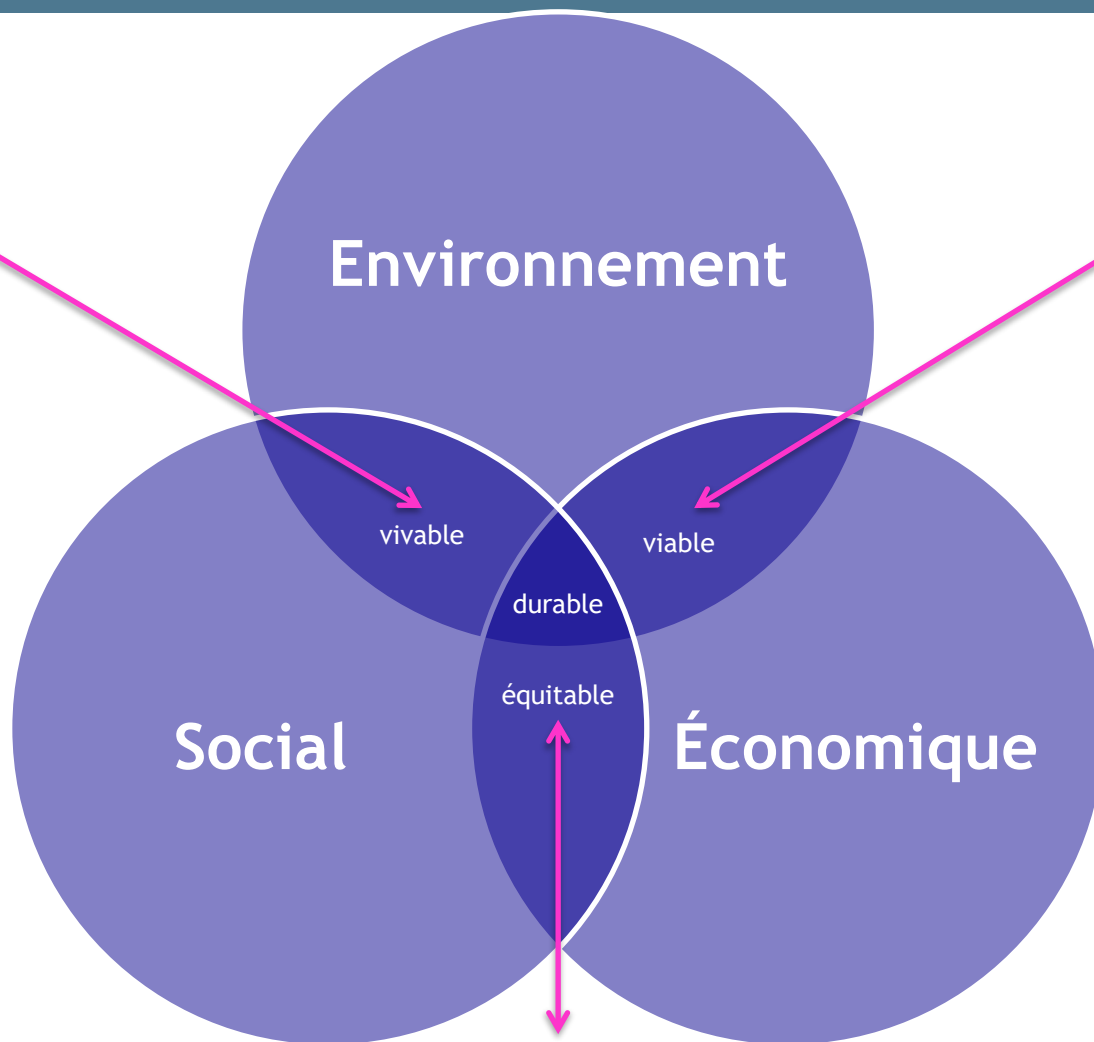 Environnement
vivable
viable
durable
équitable
Social
Économique